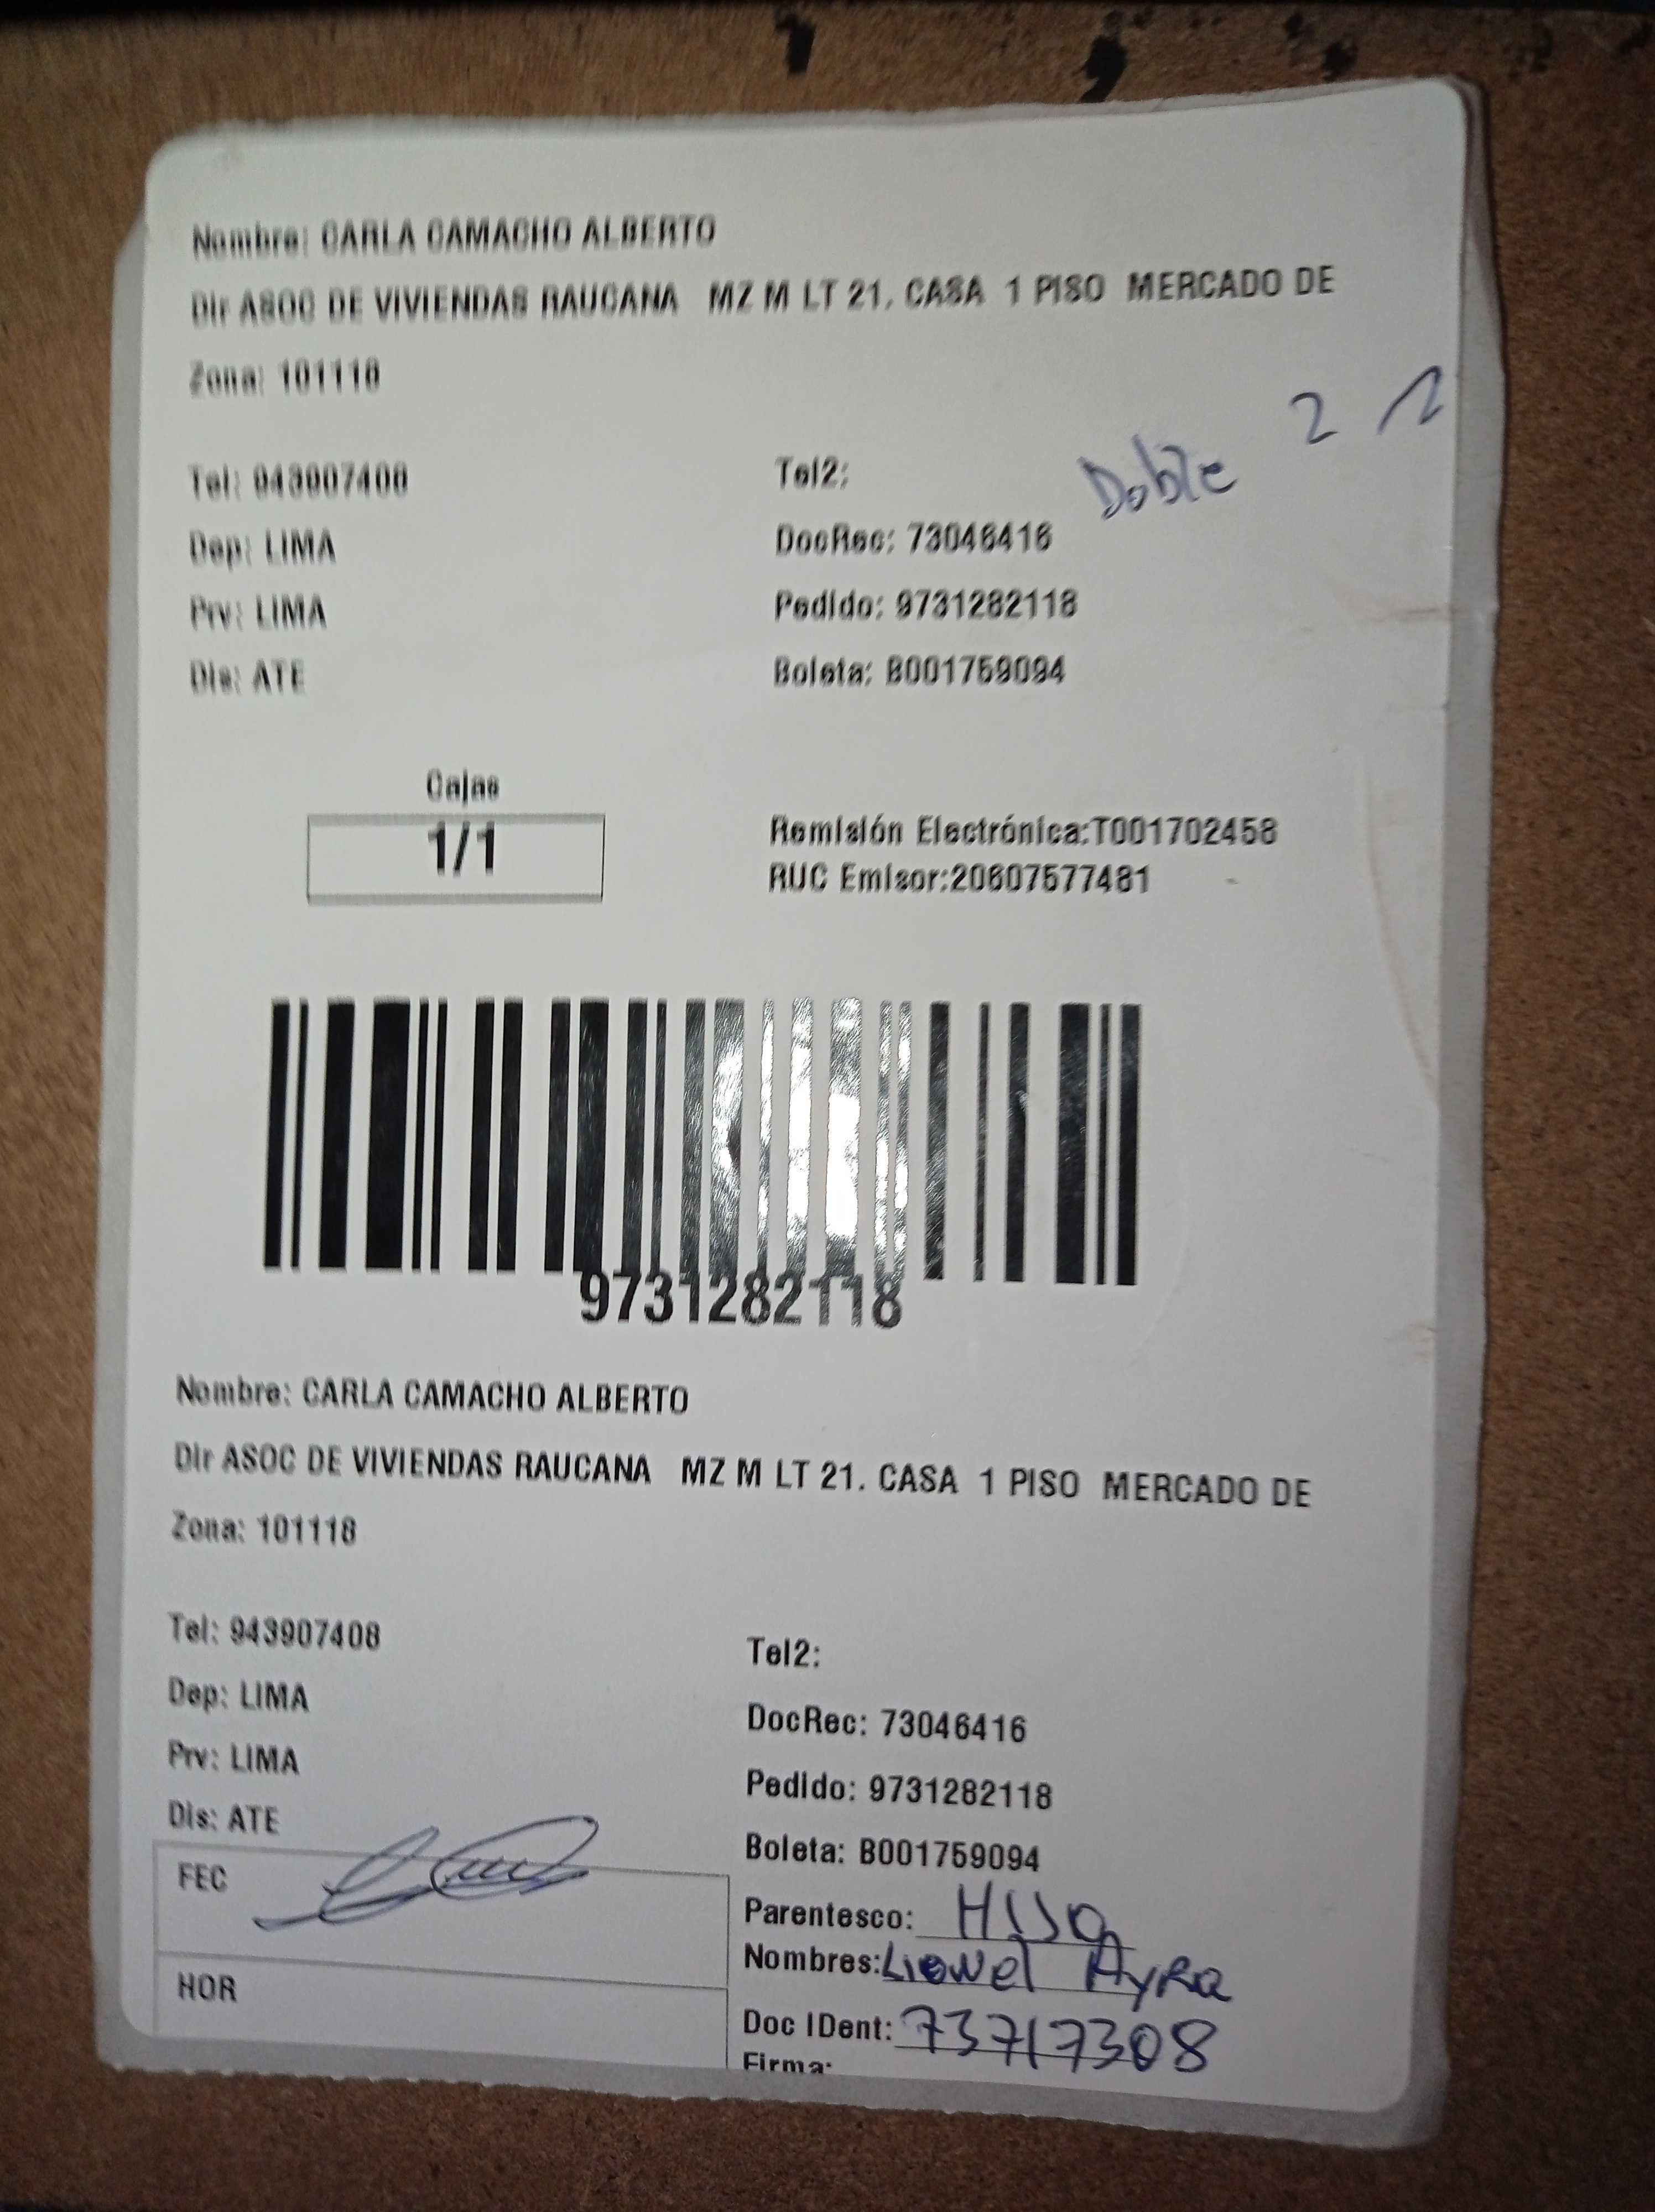 Nombre: CARLA CAMACHO ALBERTO
Dir ASOC DE VIVIENDAS RAUCANA MZ M LT 21. CASA 1 PISO MERCADO DE
Zona: 101118
Doble 2
Tel: 943907408 Tel2:
Dep: LIMA DocRec: 73046416
Prv: LIMA Pedido: 9731282118
Dis: ATE Boleta: B001759094
Cajas
1/1
Remisión Electrónica:T001702458
RUC Emisor:20607577481
9731282118
Nombre: CARLA CAMACHO ALBERTO
Dir ASOC DE VIVIENDAS RAUCANA MZ M LT 21. CASA 1 PISO MERCADO DE
Zona: 101118
Tel: 943907408 Tel2:
Dep: LIMA DocRec: 73046416
Prv: LIMA Pedido: 9731282118
Dis: ATE Boleta: B001759094
FEC
HOR
Parentesco: HIJO
Nombres: Lionel Ayra
Doc IDent: 73717308
Firma: